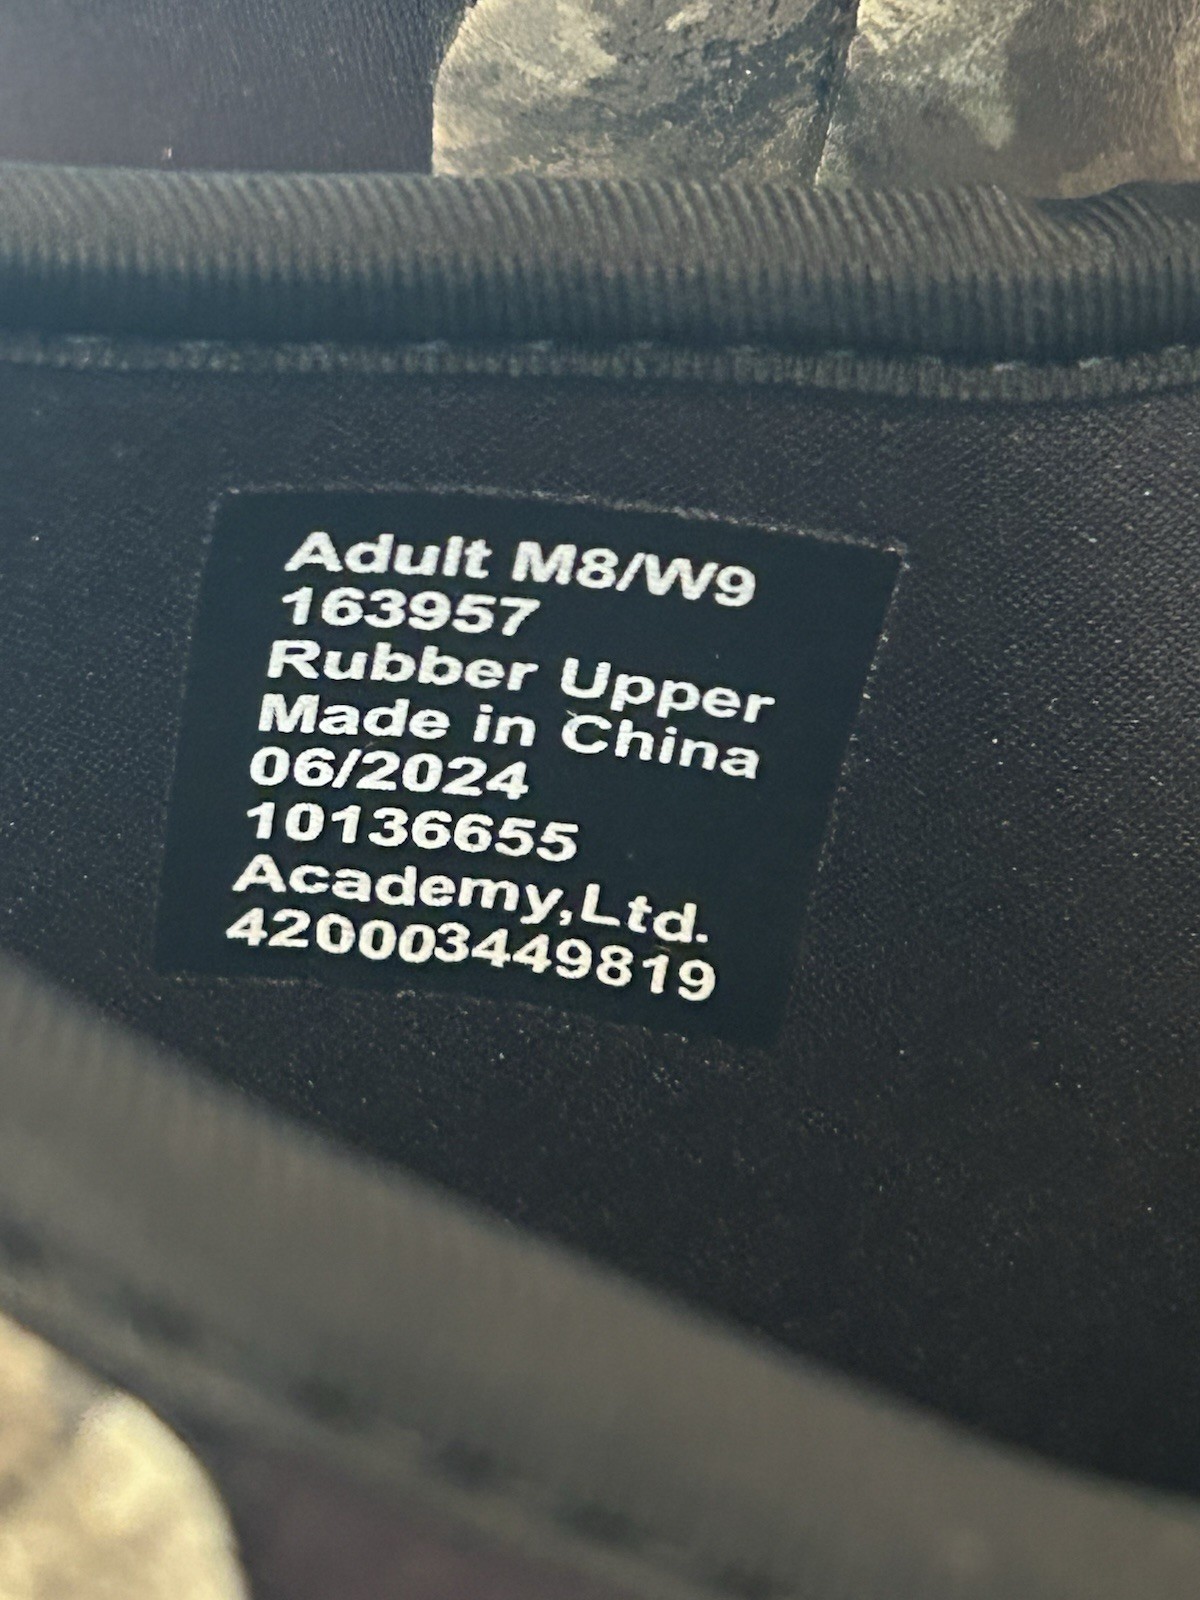 Adult M8/W9
163957
Rubber Upper
Made in China
06/2024
10136655
Academy,Ltd.
420003449819